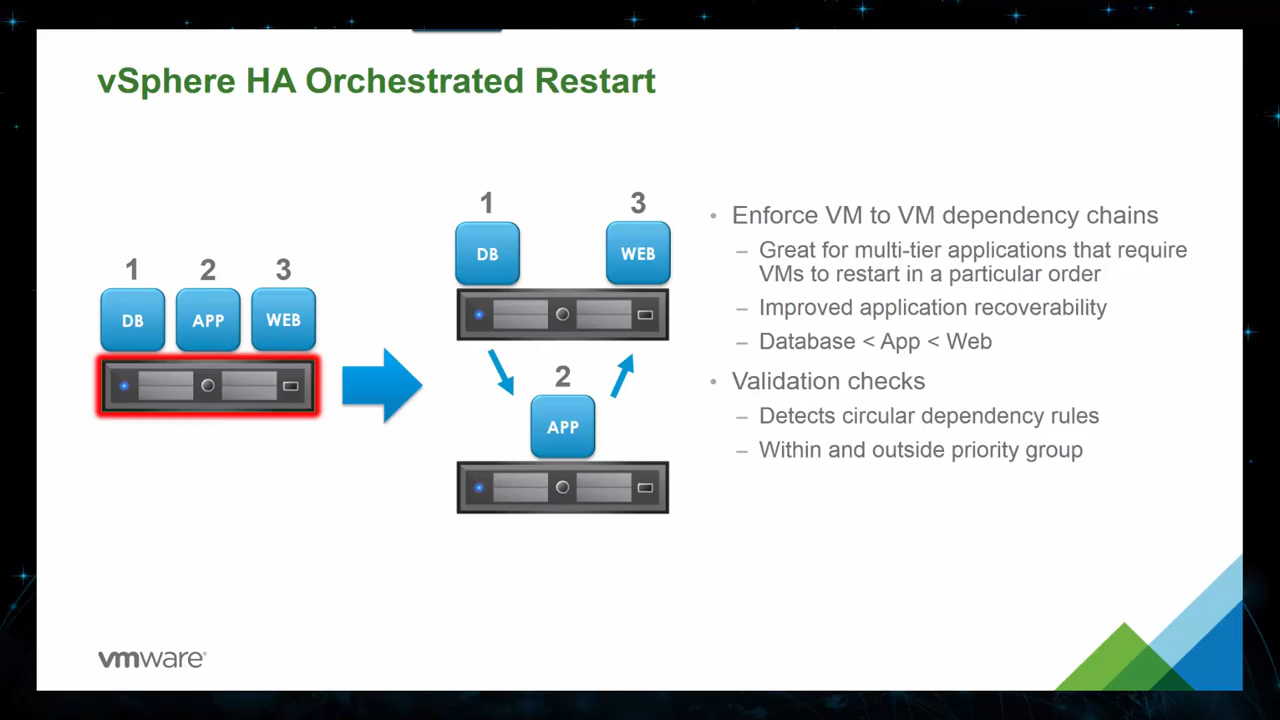 vSphere HA Orchestrated Restart
1 2 3
DB APP WEB
1 3
DB WEB
2
APP
• Enforce VM to VM dependency chains
– Great for multi-tier applications that require
VMs to restart in a particular order
– Improved application recoverability
– Database < App < Web
• Validation checks
– Detects circular dependency rules
– Within and outside priority group
vmware®